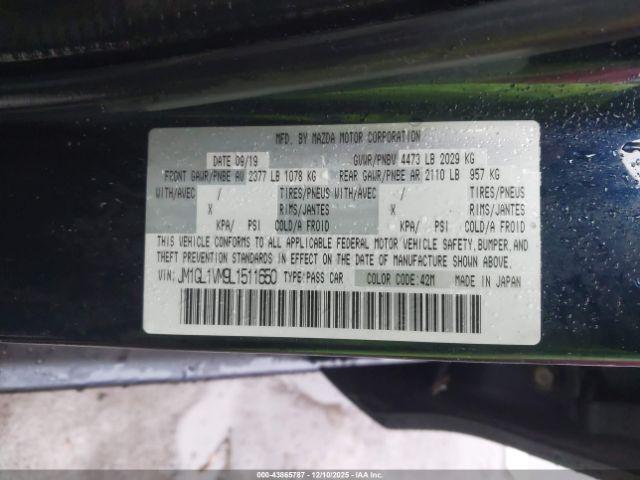 MFD. BY MAZDA MOTOR CORPORATION
DATE 09/19 GVWR/PNBV 4473 LB 2029 KG
FRONT GAWR/PNBE AV 2377 LB 1078 KG REAR GAWR/PNBE AR 2110 LB 957 KG
WITH/AVEC / TIRES/PNEUS WITH/AVEC / TIRES/PNEUS
X RIMS/JANTES X RIMS/JANTES
KPA/ PSI COLD/A FROID KPA/ PSI COLD/A FROID
THIS VEHICLE CONFORMS TO ALL APPLICABLE FEDERAL MOTOR VEHICLE SAFETY, BUMPER, AND
THEFT PREVENTION STANDARDS IN EFFECT ON THE DATE OF MANUFACTURE SHOWN ABOVE.
VIN: JM1GL1VM9L1511650 TYPE:PASS CAR COLOR CODE:42M MADE IN JAPAN
000-43865787 - 12/10/2025 - IAAI.COM